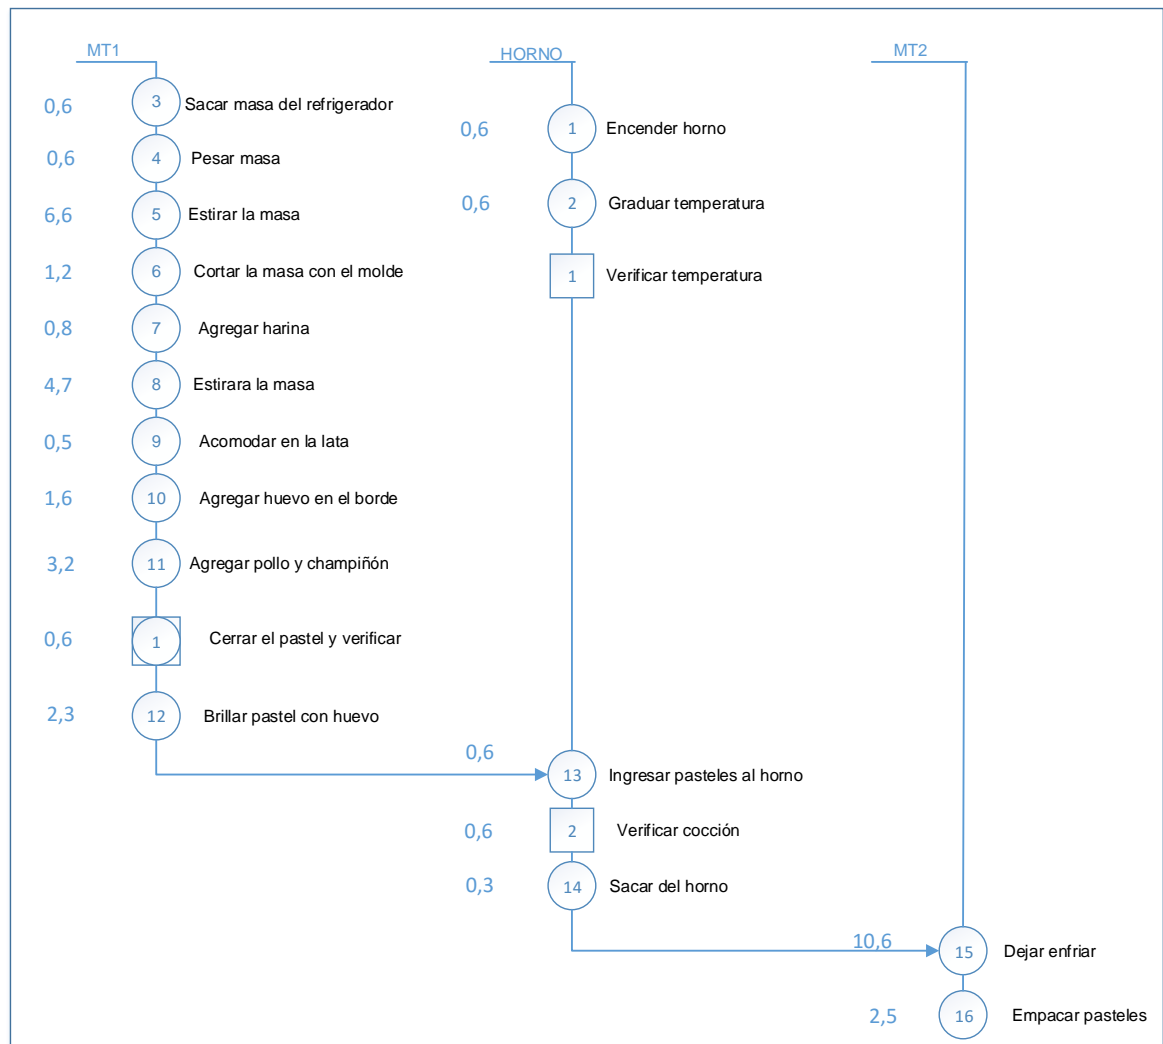 MT1
HORNO
MT2
0,6 3 Sacar masa del refrigerador
0,6 1 Encender horno
0,6 4 Pesar masa
0,6 2 Graduar temperatura
6,6 5 Estirar la masa
1,2 6 Cortar la masa con el molde
1 Verificar temperatura
0,8 7 Agregar harina
4,7 8 Estirara la masa
0,5 9 Acomodar en la lata
1,6 10 Agregar huevo en el borde
3,2 11 Agregar pollo y champiñón
0,6 1 Cerrar el pastel y verificar
2,3 12 Brillar pastel con huevo
0,6 13 Ingresar pasteles al horno
0,6 2 Verificar cocción
0,3 14 Sacar del horno
10,6 15 Dejar enfriar
2,5 16 Empacar pasteles